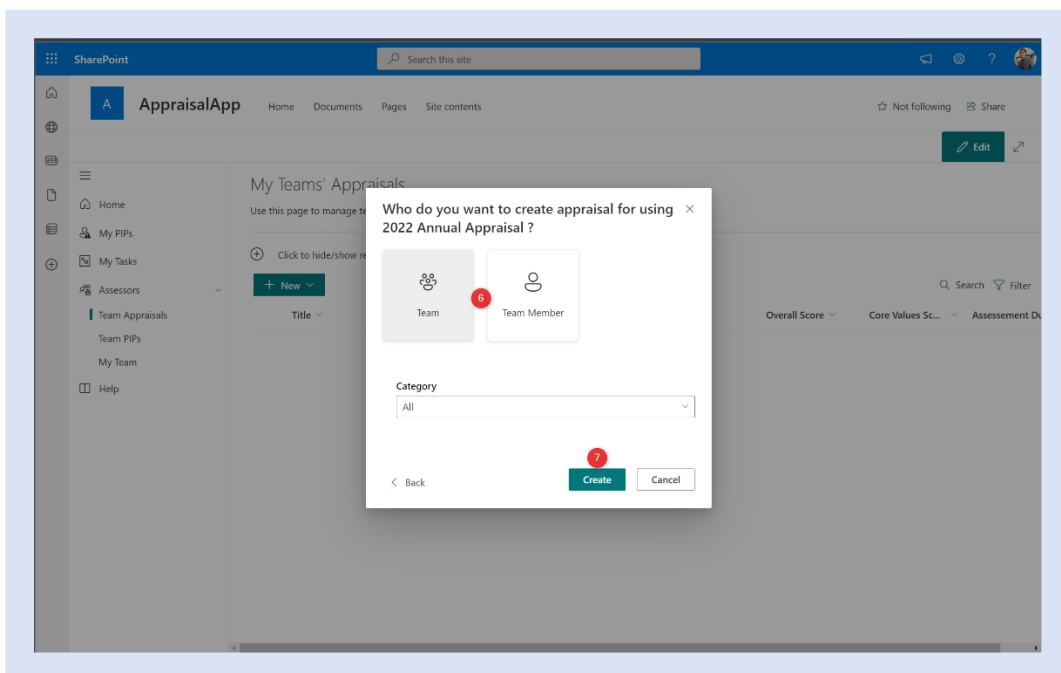 SharePoint
Search this site
?
A
AppraisalApp
Home Documents Pages Site contents
Not following Share
Edit
Home
My PIPs
My Tasks
Assessors
Team Appraisals
Team PIPs
My Team
Help
My Teams' Appraisals
Use this page to manage te
Click to hide/show re
+ New
Search Filter
Title Overall Score Core Values Sc... Assessement Du
Who do you want to create appraisal for using
2022 Annual Appraisal ?
6
Team Team Member
Category
All
7
Back Create Cancel